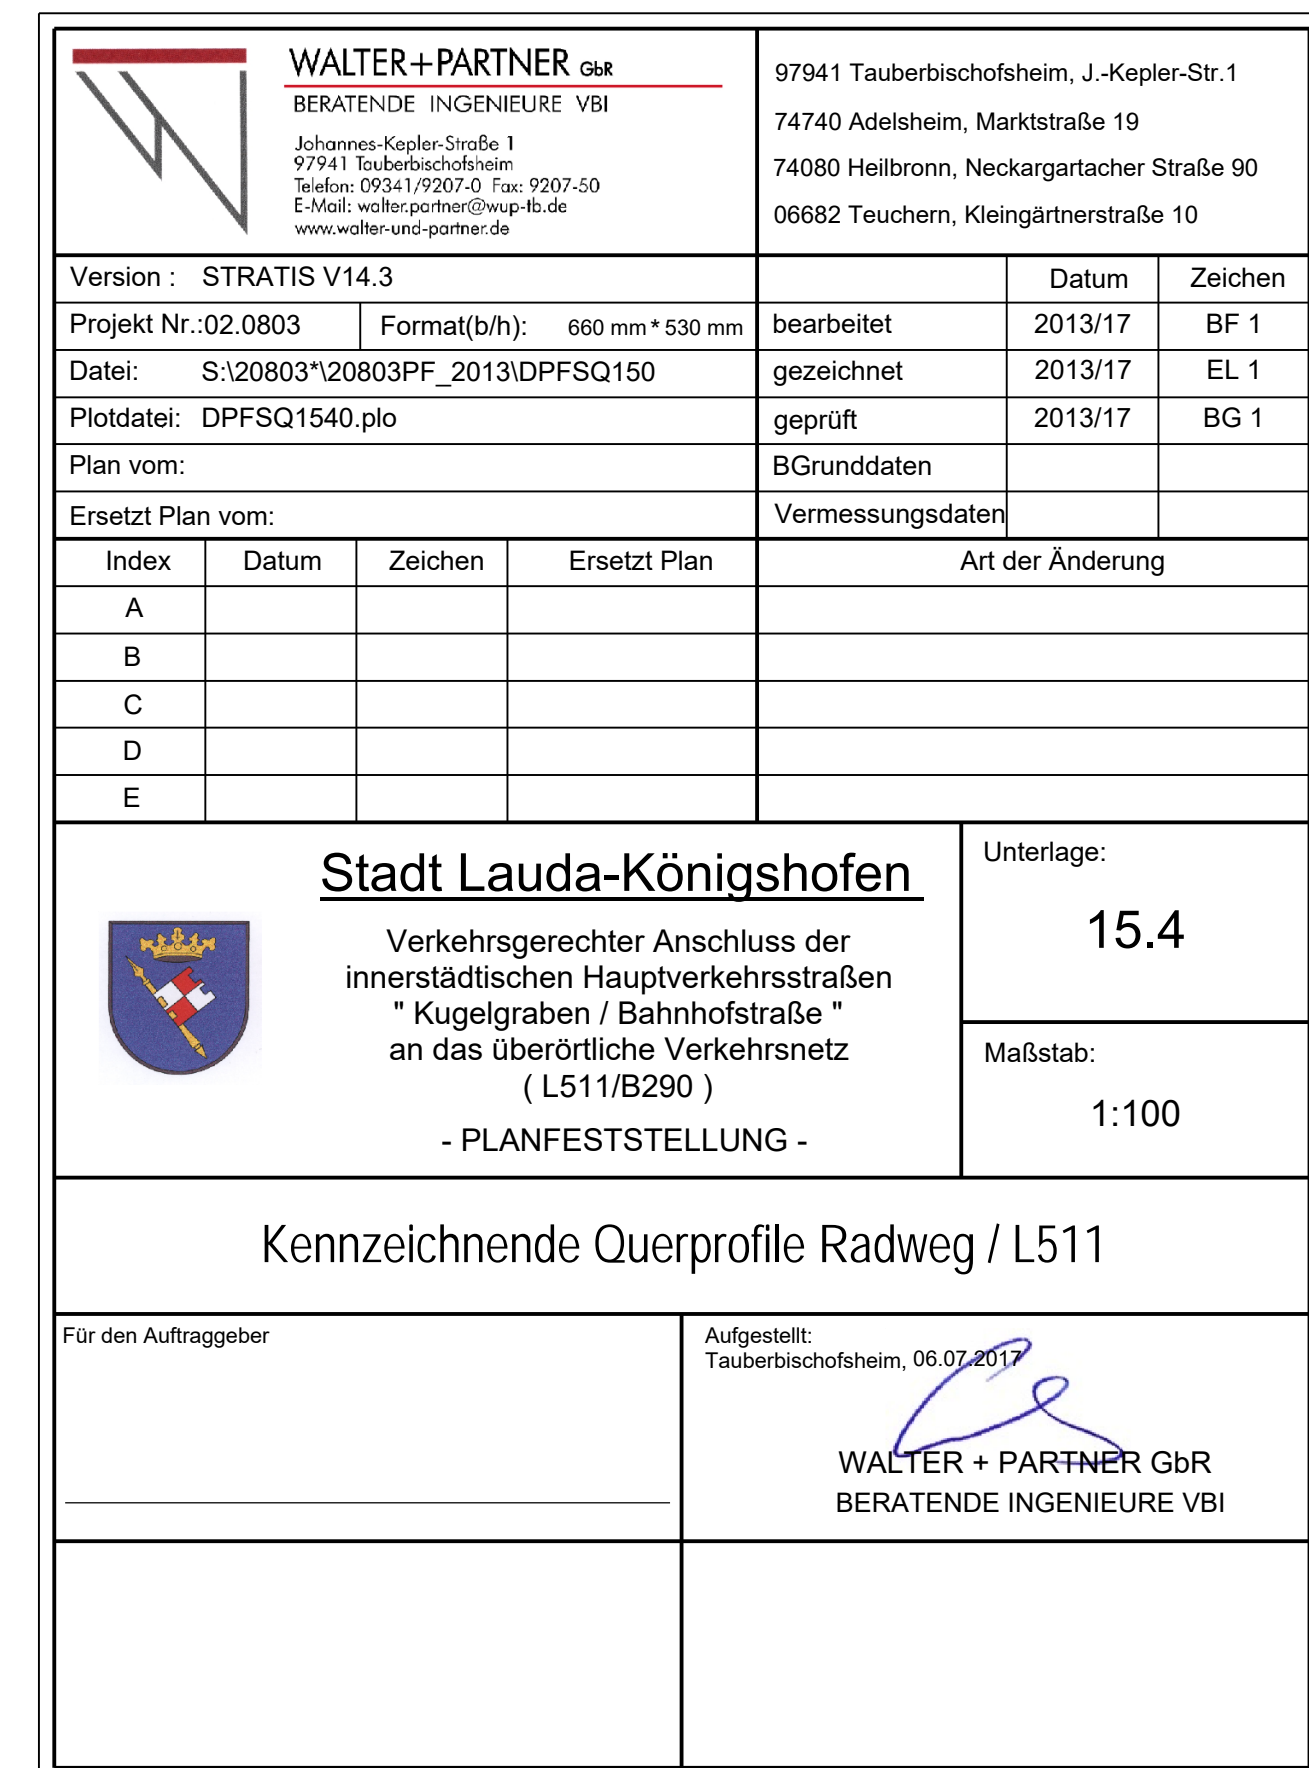 WALTER+PARTNER GbR
BERATENDE INGENIEURE VBI
Johannes-Kepler-Straße 1
97941 Tauberbischofsheim
Telefon: 09341/9207-0 Fax: 9207-50
E-Mail: walter.partner@wup-tb.de
www.walter-und-partner.de
97941 Tauberbischofsheim, J.-Kepler-Str.1
74740 Adelsheim, Marktstraße 19
74080 Heilbronn, Neckargartacher Straße 90
06682 Teuchern, Kleingärtnerstraße 10
Version : STRATIS V14.3
Datum Zeichen
Projekt Nr.:02.0803 Format(b/h): 660 mm * 530 mm
bearbeitet 2013/17 BF 1
Datei: S:\20803*\20803PF_2013\DPFSQ150
gezeichnet 2013/17 EL 1
Plotdatei: DPFSQ1540.plo
geprüft 2013/17 BG 1
Plan vom:
BGrunddaten
Ersetzt Plan vom:
Vermessungsdaten
Index Datum Zeichen Ersetzt Plan Art der Änderung
A
B
C
D
E
Stadt Lauda-Königshofen
Verkehrsgerechter Anschluss der
innerstädtischen Hauptverkehrsstraßen
" Kugelgraben / Bahnhofstraße "
an das überörtliche Verkehrsnetz
( L511/B290 )
- PLANFESTSTELLUNG -
Unterlage:
15.4
Maßstab:
1:100
Kennzeichnende Querprofile Radweg / L511
Für den Auftraggeber
Aufgestellt:
Tauberbischofsheim, 06.07.2017
WALTER + PARTNER GbR
BERATENDE INGENIEURE VBI